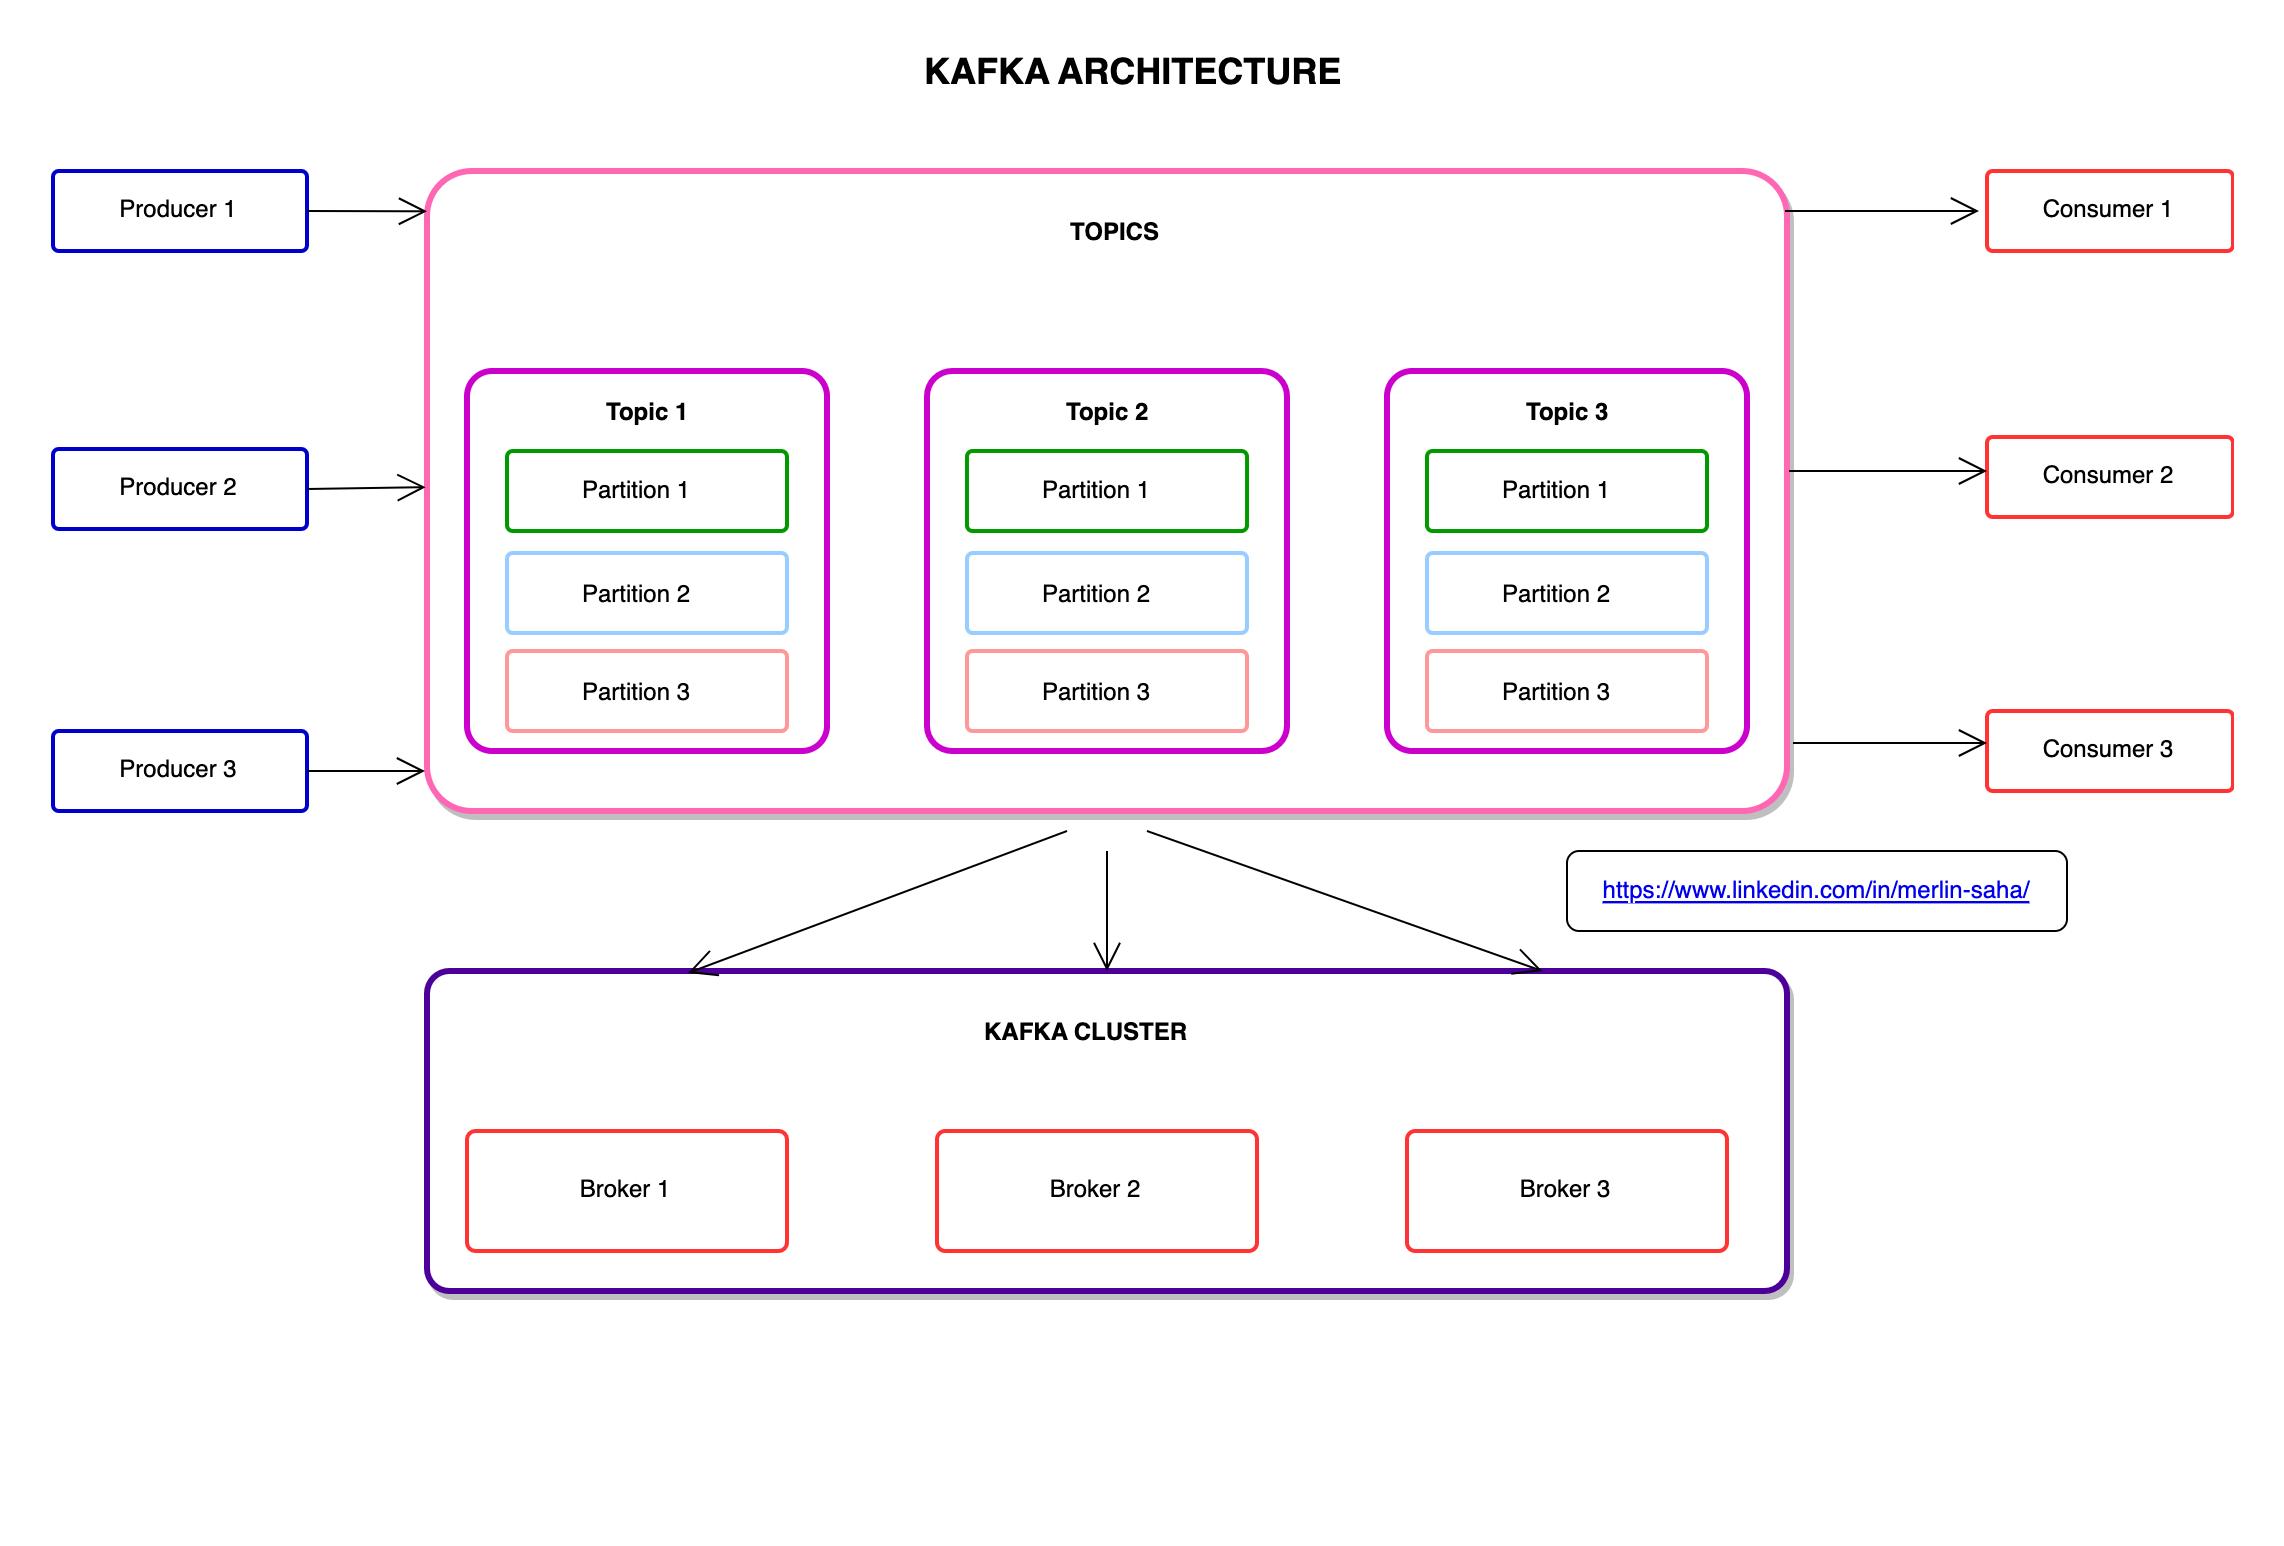 KAFKA ARCHITECTURE
Producer 1
Producer 2
Producer 3
TOPICS
Topic 1
Partition 1
Partition 2
Partition 3
Topic 2
Partition 1
Partition 2
Partition 3
Topic 3
Partition 1
Partition 2
Partition 3
Consumer 1
Consumer 2
Consumer 3
https://www.linkedin.com/in/merlin-saha/
KAFKA CLUSTER
Broker 1
Broker 2
Broker 3